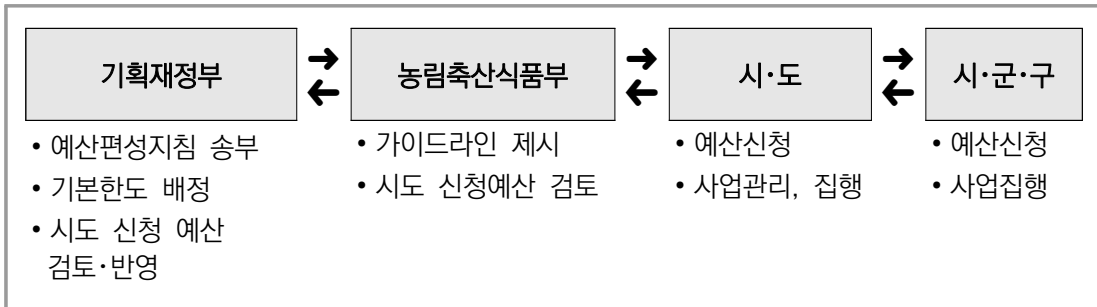 기획재정부
농림축산식품부
시·도
시·군·구
• 예산편성지침 송부
• 기본한도 배정
• 시도 신청 예산
검토·반영
• 가이드라인 제시
• 시도 신청예산 검토
• 예산신청
• 사업관리, 집행
• 예산신청
• 사업집행